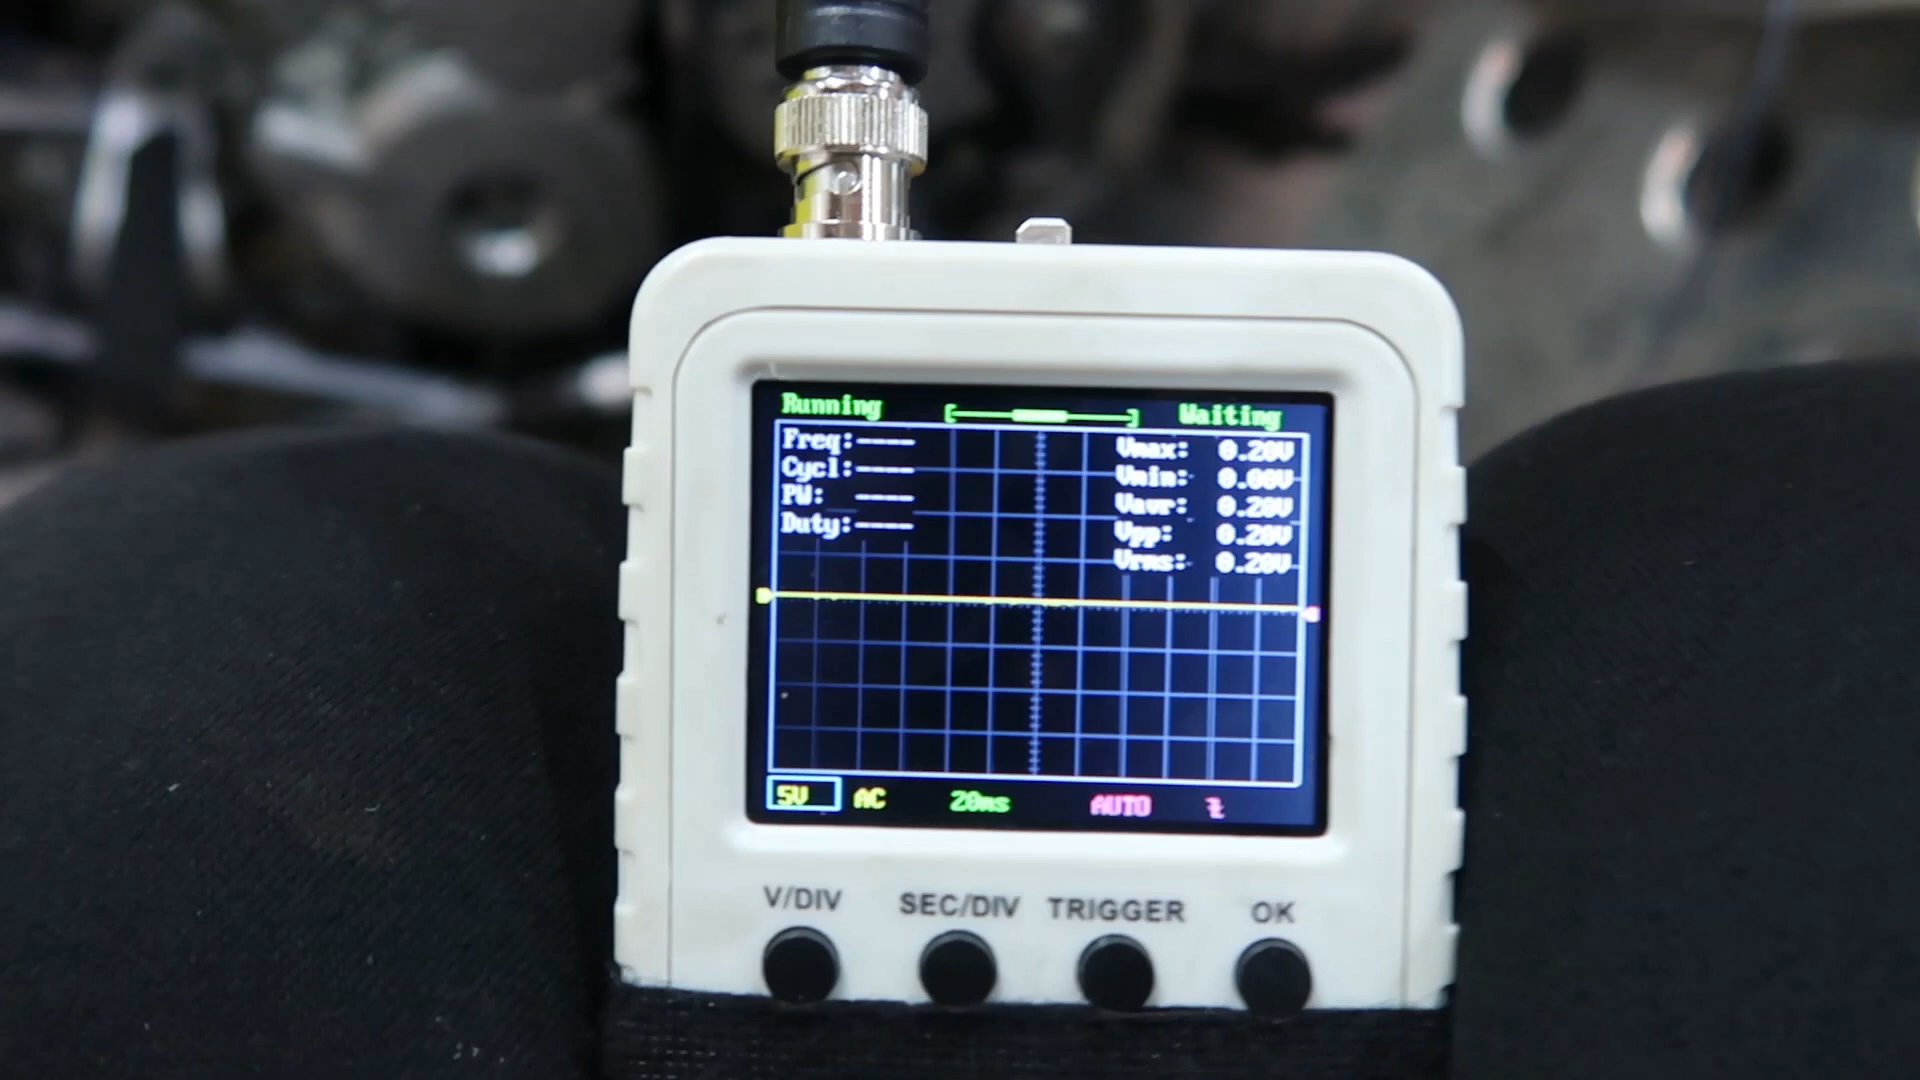 Running Waiting
Freq:---- Vmax: 0.20V
Cycl:---- Vmin: 0.00V
PW: ---- Vavr: 0.20V
Duty:---- Vpp: 0.20V
Vrms: 0.20V
5V AC 20ms AUTO
V/DIV SEC/DIV TRIGGER OK